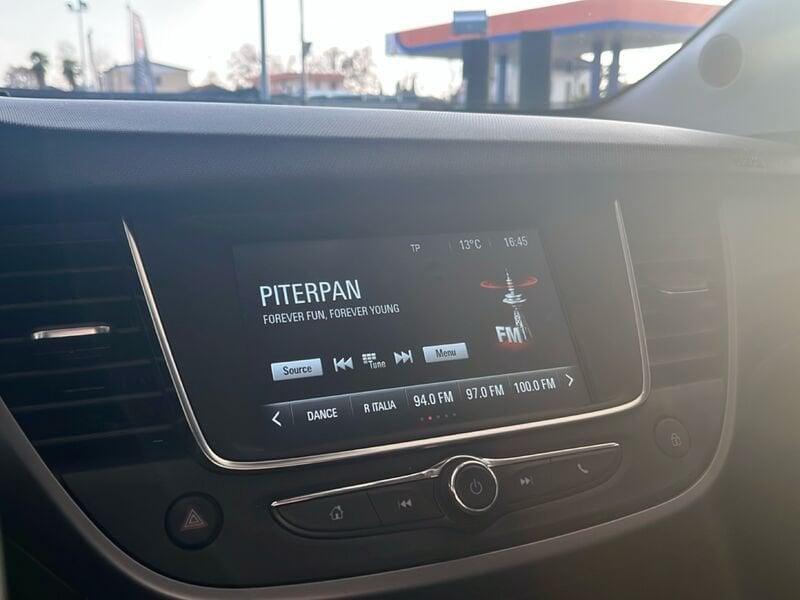 TP 13°C 16:45
PITERPAN
FOREVER FUN, FOREVER YOUNG
FM
Source Tune Menu
DANCE R ITALIA 94.0 FM 97.0 FM 100.0 FM